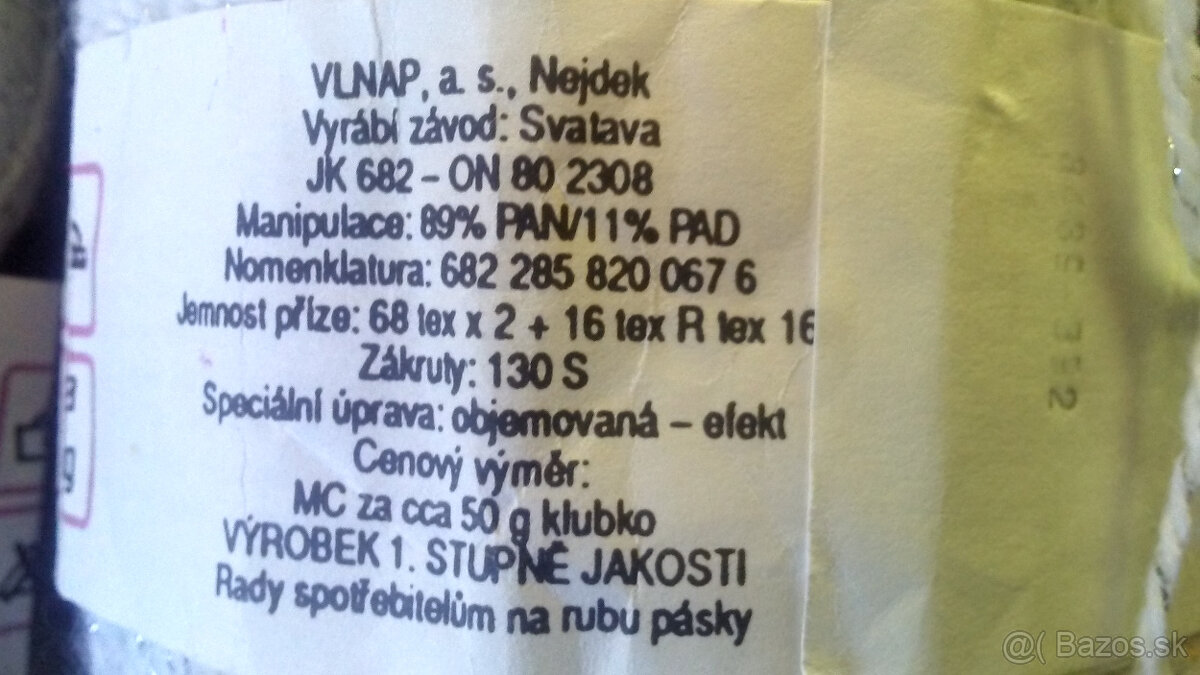 VLNAP, a. s., Nejdek
Vyrábí závod: Svatava
JK 682 – ON 80 2308
Manipulace: 89% PAN/11% PAD
Nomenklatura: 682 285 820 067 6
Jemnost příze: 68 tex x 2 + 16 tex R tex 16
Zákruty: 130 S
Speciální úprava: objemovaná – efekt
Cenový výměr:
MC za cca 50 g klubko
VÝROBEK 1. STUPNĚ JAKOSTI
Rady spotřebitelům na rubu pásky
@( Bazos.sk